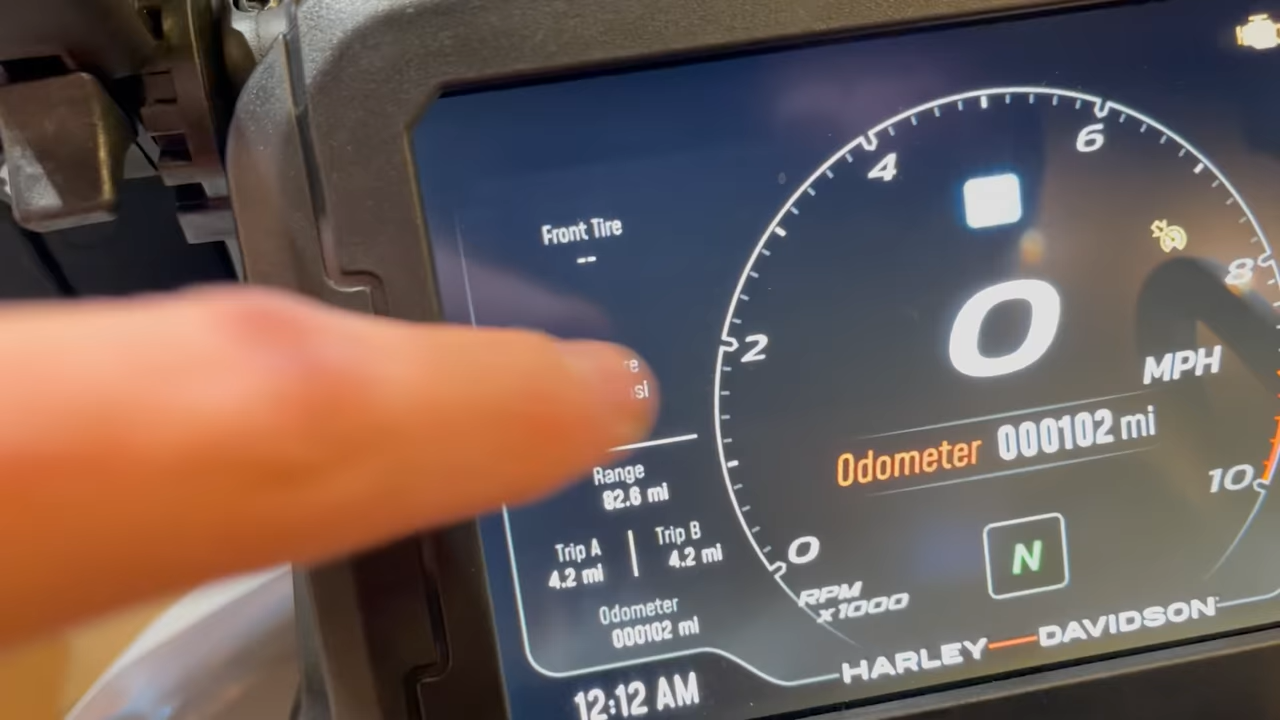 Front Tire
--
Range
82.6 mi
Trip A
4.2 mi
Trip B
4.2 mi
Odometer
000102 mi
12:12 AM
0
2
4
6
8
10
RPM
x1000
0
MPH
Odometer 000102 mi
N
HARLEY-DAVIDSON